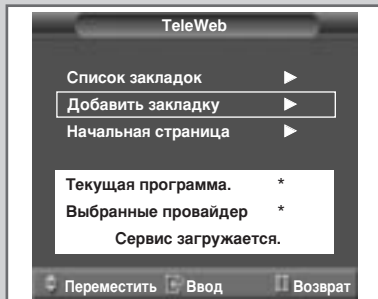 TeleWeb
Список закладок
Добавить закладку
Начальная страница
Текущая программа. *
Выбранные провайдер *
Сервис загружается.
Переместить Ввод Возврат